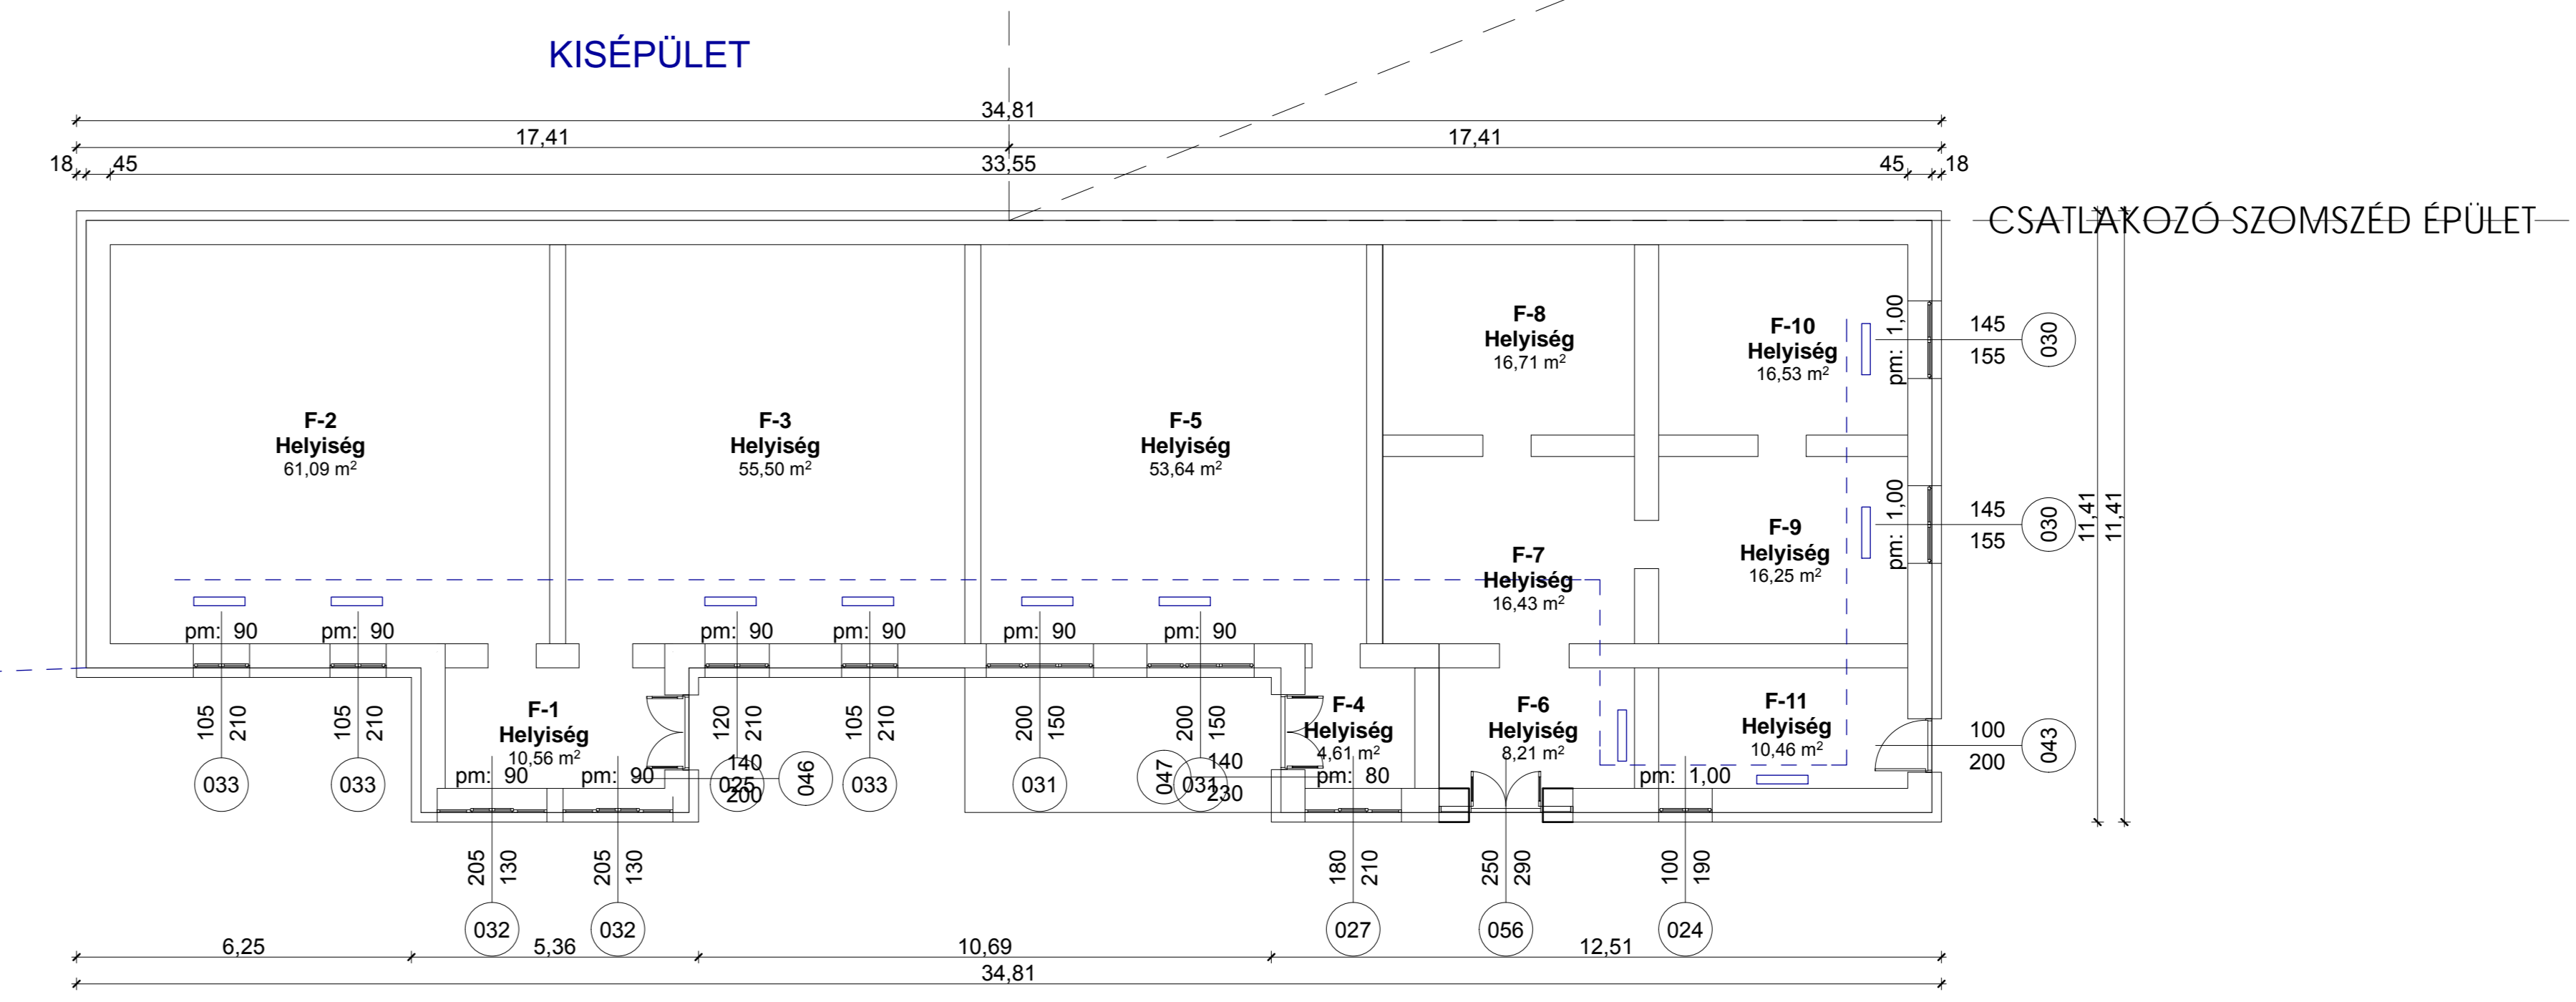 KISÉPÜLET
34,81
17,41
17,41
18
45
33,55
45
18
CSATLAKOZÓ SZOMSZÉD ÉPÜLET
F-8
Helyiség
16,71 m²
F-10
Helyiség
16,53 m²
pm: 1,00
145
155
030
F-2
Helyiség
61,09 m²
F-3
Helyiség
55,50 m²
F-5
Helyiség
53,64 m²
F-7
Helyiség
16,43 m²
F-9
Helyiség
16,25 m²
pm: 1,00
145
155
030
11,41
11,41
pm: 90
pm: 90
pm: 90
pm: 90
pm: 90
pm: 90
105
210
033
105
210
033
F-1
Helyiség
10,56 m²
pm: 90
pm: 90
120
210
025
140
200
046
105
210
033
200
150
031
200
150
031
047
140
230
F-4
Helyiség
4,61 m²
pm: 80
F-6
Helyiség
8,21 m²
F-11
Helyiség
10,46 m²
pm: 1,00
100
200
043
205
130
032
205
130
032
180
210
027
250
290
056
100
190
024
6,25
5,36
10,69
12,51
34,81